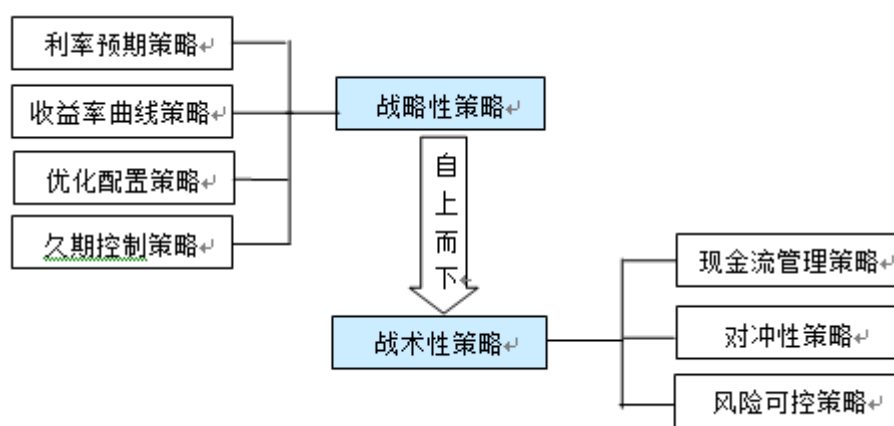 利率预期策略
收益率曲线策略
优化配置策略
久期控制策略
战略性策略
自
上
而
下
战术性策略
现金流管理策略
对冲性策略
风险可控策略